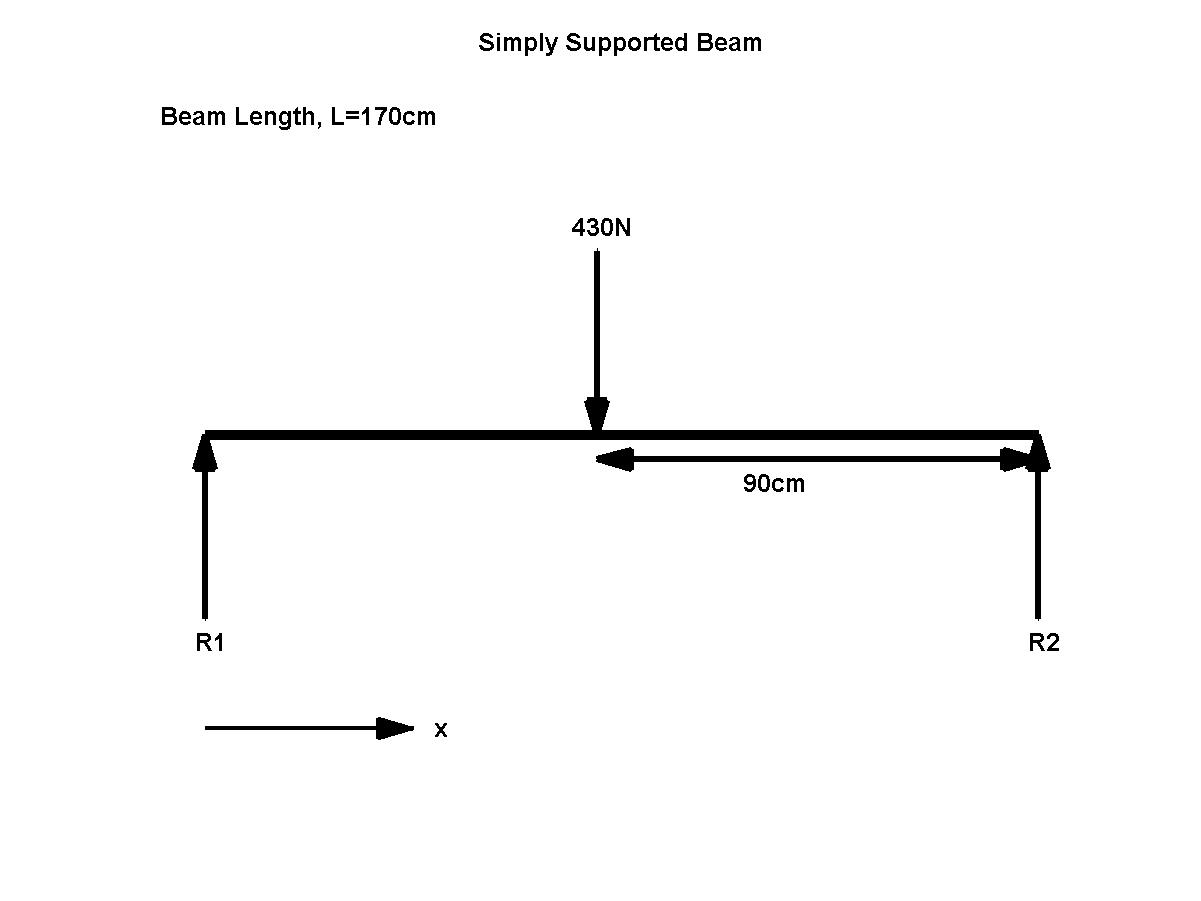 Simply Supported Beam
Beam Length, L=170cm
430N
90cm
R1
R2
x